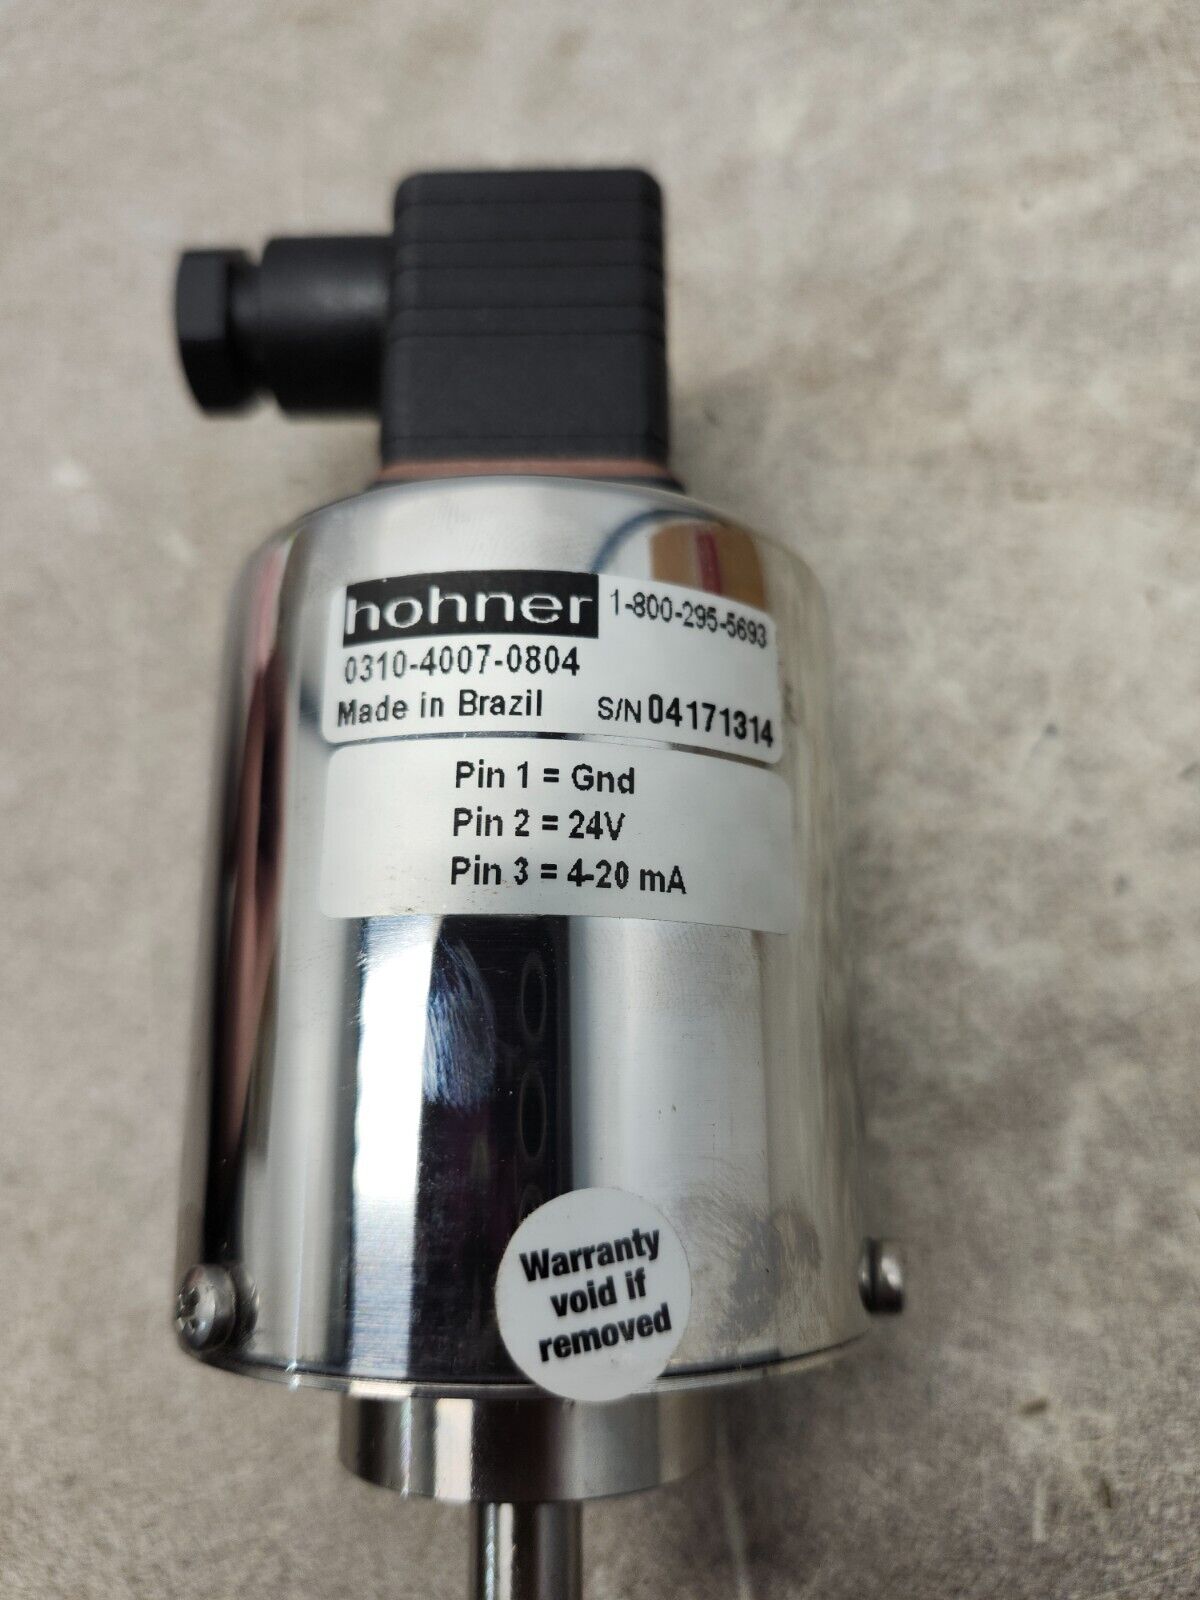 hohner 1-800-295-5693
0310-4007-0804
Made in Brazil S/N 04171314
Pin 1 = Gnd
Pin 2 = 24V
Pin 3 = 4-20 mA
Warranty
void if
removed